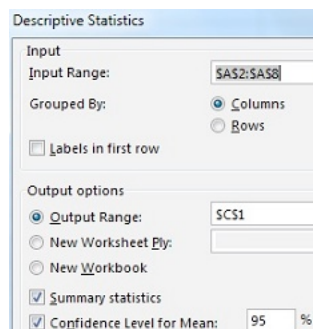 Descriptive Statistics
Input
Input Range: $A$2:$A$8
Grouped By: Columns
Rows
Labels in first row
Output options
Output Range: $C$1
New Worksheet Ply:
New Workbook
Summary statistics
Confidence Level for Mean: 95 %